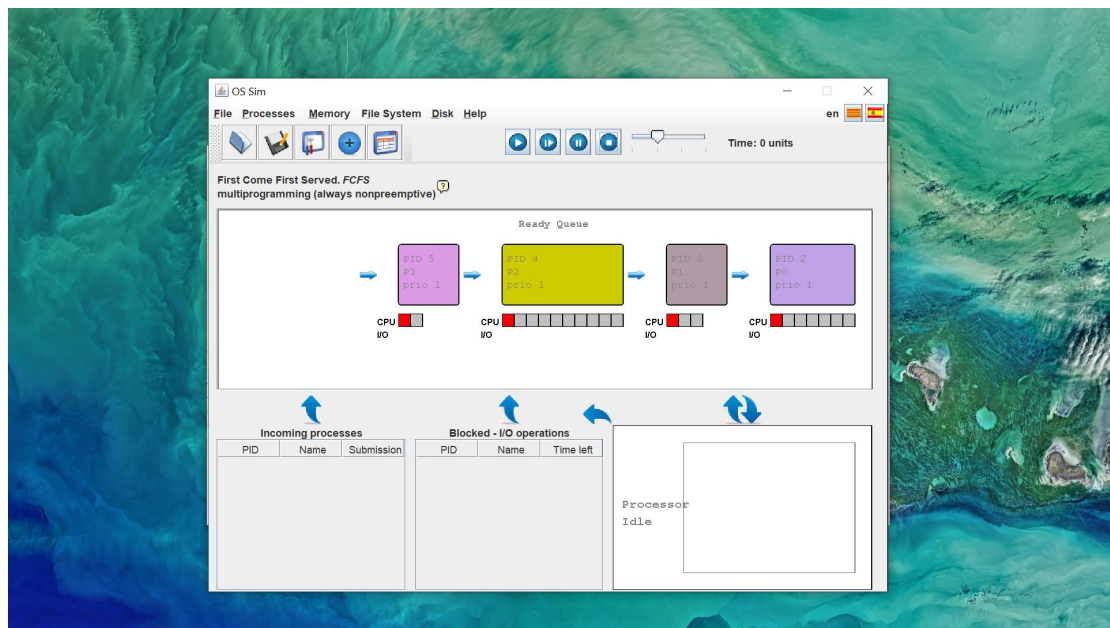 OS Sim
File Processes Memory File System Disk Help en
Time: 0 units
First Come First Served. FCFS
multiprogramming (always nonpreemptive) ?
Ready Queue
PID 5 PID 4 PID 3 PID 2
P3 P2 P1 P0
prio 1 prio 1 prio 1 prio 1
CPU CPU CPU CPU
I/O I/O I/O I/O
Incoming processes Blocked - I/O operations
PID Name Submission PID Name Time left
Processor
Idle